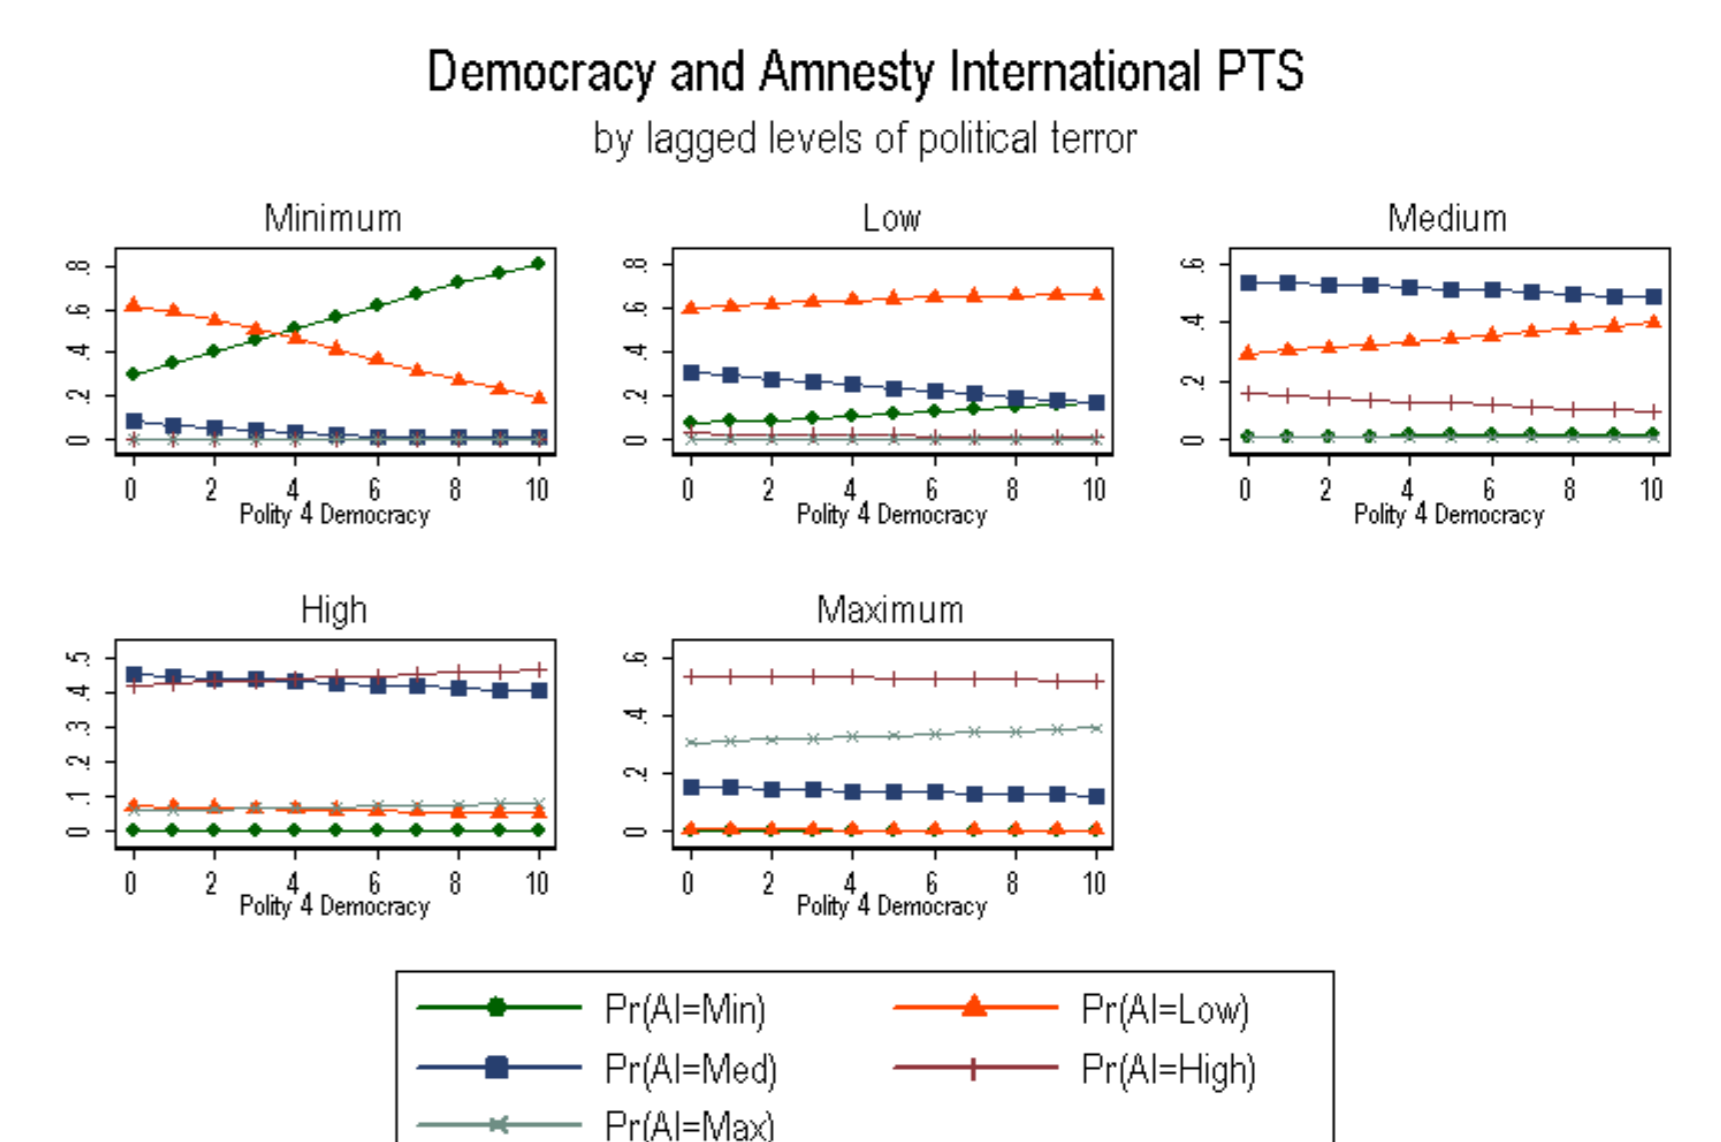 Democracy and Amnesty International PTS
by lagged levels of political terror
Minimum
Low
Medium
.8
.6
.4
.2
0
0 2 4 6 8 10
Polity 4 Democracy
.8
.6
.4
.2
0
0 2 4 6 8 10
Polity 4 Democracy
.6
.4
.2
0
0 2 4 6 8 10
Polity 4 Democracy
High
Maximum
.5
.4
.3
.2
.1
0
0 2 4 6 8 10
Polity 4 Democracy
.6
.4
.2
0
0 2 4 6 8 10
Polity 4 Democracy
Pr(AI=Min) Pr(AI=Low)
Pr(AI=Med) Pr(AI=High)
Pr(AI=Max)